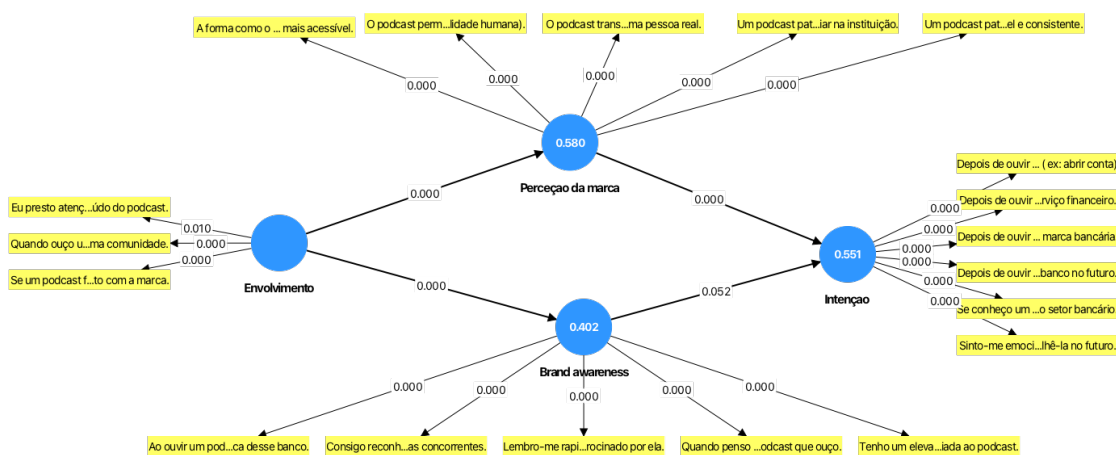 A forma como o ... mais acessível.
O podcast perm...lidade humana).
O podcast trans...ma pessoa real.
Um podcast pat...iar na instituição.
Um podcast pat...el e consistente.
0.000
0.000
0.000
0.000
0.000
0.580
Perceçao da marca
0.000
0.000
Eu presto atenç...údo do podcast.
Quando ouço u...ma comunidade.
Se um podcast f...to com a marca.
0.010
0.000
0.000
Envolvimento
0.000
0.052
0.551
Intençao
0.000
0.000
0.000
0.000
0.000
0.000
Depois de ouvir ... ( ex: abrir conta)
Depois de ouvir ...rviço financeiro.
Depois de ouvir ... marca bancária
Depois de ouvir ...banco no futuro.
Se conheço um ...o setor bancário.
Sinto-me emoci...lhê-la no futuro.
0.402
Brand awareness
0.000
0.000
0.000
0.000
0.000
Ao ouvir um pod...ca desse banco.
Consigo reconh...as concorrentes.
Lembro-me rapi...rocinado por ela.
Quando penso ...odcast que ouço.
Tenho um eleva...iada ao podcast.